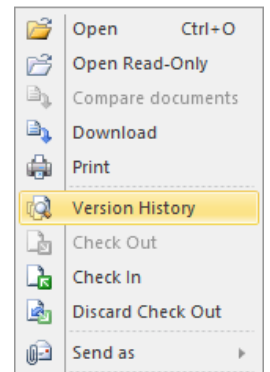 Open Ctrl+O
Open Read-Only
Compare documents
Download
Print
Version History
Check Out
Check In
Discard Check Out
Send as